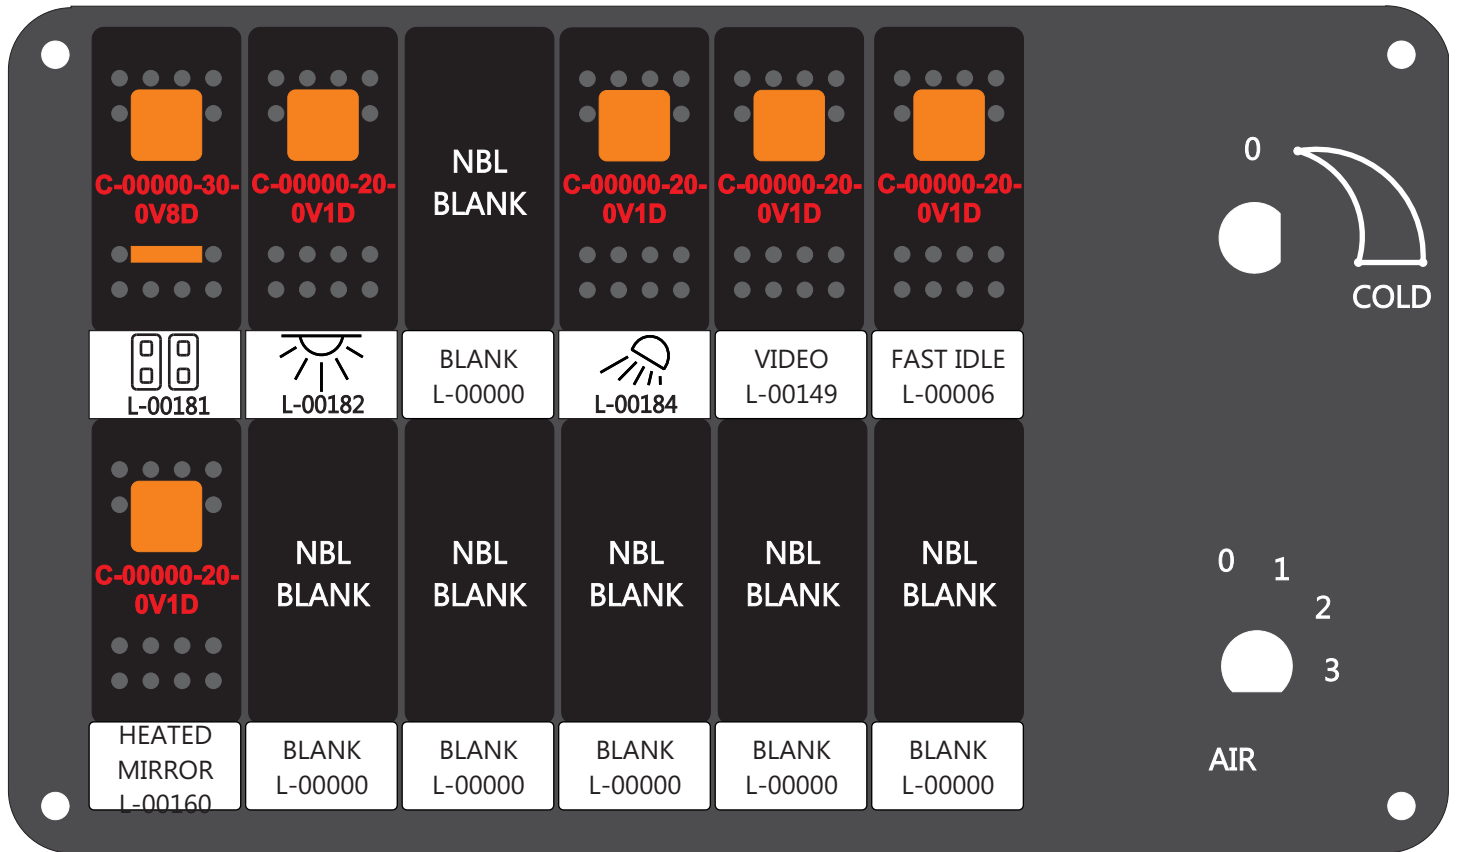 C-00000-30-
0V8D
C-00000-20-
0V1D
NBL
BLANK
C-00000-20-
0V1D
C-00000-20-
0V1D
C-00000-20-
0V1D
L-00181
L-00182
BLANK
L-00000
L-00184
VIDEO
L-00149
FAST IDLE
L-00006
C-00000-20-
0V1D
NBL
BLANK
NBL
BLANK
NBL
BLANK
NBL
BLANK
NBL
BLANK
HEATED
MIRROR
L-00160
BLANK
L-00000
BLANK
L-00000
BLANK
L-00000
BLANK
L-00000
BLANK
L-00000
0
COLD
0
1
2
3
AIR